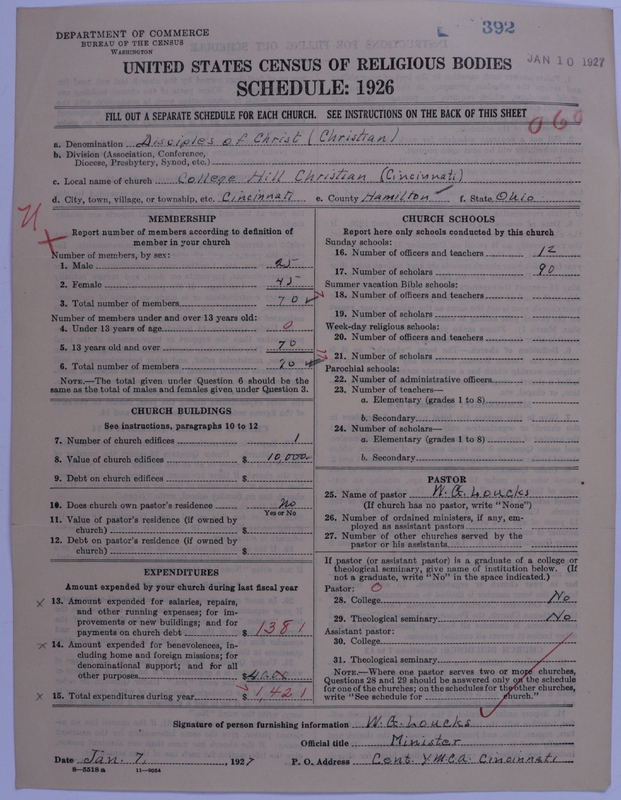 392
DEPARTMENT OF COMMERCE
BUREAU OF THE CENSUS
WASHINGTON
JAN 10 1927
UNITED STATES CENSUS OF RELIGIOUS BODIES
SCHEDULE: 1926
FILL OUT A SEPARATE SCHEDULE FOR EACH CHURCH. SEE INSTRUCTIONS ON THE BACK OF THIS SHEET
060
a. Denomination Disciples of Christ (Christian)
b. Division (Association, Conference,
Diocese, Presbytery, Synod, etc.)
c. Local name of church College Hill Christian (Cincinnati)
d. City, town, village, or township, etc. Cincinnati e. County Hamilton f. State Ohio
MEMBERSHIP
Report number of members according to definition of
member in your church
Number of members, by sex:
1. Male 25
2. Female 45
3. Total number of members 70
Number of members under and over 13 years old:
4. Under 13 years of age 0
5. 13 years old and over 70
6. Total number of members 70
NOTE.—The total given under Question 6 should be the
same as the total of males and females given under Question 3.
CHURCH BUILDINGS
See instructions, paragraphs 10 to 12
7. Number of church edifices 1
8. Value of church edifices $ 10,000
9. Debt on church edifices $
10. Does church own pastor's residence No
Yes or No
11. Value of pastor's residence (if owned by
church) $
12. Debt on pastor's residence (if owned by
church) $
EXPENDITURES
Amount expended by your church during last fiscal year
13. Amount expended for salaries, repairs,
and other running expenses; for im-
provements or new buildings; and for
payments on church debt $ 1381
14. Amount expended for benevolences, in-
cluding home and foreign missions; for
denominational support; and for all
other purposes $
15. Total expenditures during year $ 1,421
CHURCH SCHOOLS
Report here only schools conducted by this church
Sunday schools:
16. Number of officers and teachers 12
17. Number of scholars 90
Summer vacation Bible schools:
18. Number of officers and teachers
19. Number of scholars
Week-day religious schools:
20. Number of officers and teachers
21. Number of scholars
Parochial schools:
22. Number of administrative officers
23. Number of teachers—
a. Elementary (grades 1 to 8)
b. Secondary
24. Number of scholars—
a. Elementary (grades 1 to 8)
b. Secondary
PASTOR
25. Name of pastor W. G. Loucks
(If church has no pastor, write "None")
26. Number of ordained ministers, if any, em-
ployed as assistant pastors
27. Number of other churches served by the
pastor or his assistants
If pastor (or assistant pastor) is a graduate of a college or
theological seminary, give name of institution below. (If
not a graduate, write "No" in the space indicated.)
Pastor: 0
28. College No
29. Theological seminary No
Assistant pastor:
30. College
31. Theological seminary
NOTE.—Where one pastor serves two or more churches,
Questions 28 and 29 should be answered only on the schedule
for one of the churches; on the schedules for the other churches,
write "See schedule for church."
Signature of person furnishing information W. G. Loucks
Official title Minister
Date Jan. 7, 1927 P. O. Address Cent. YMCA Cincinnati
8—5518 a 11—9054